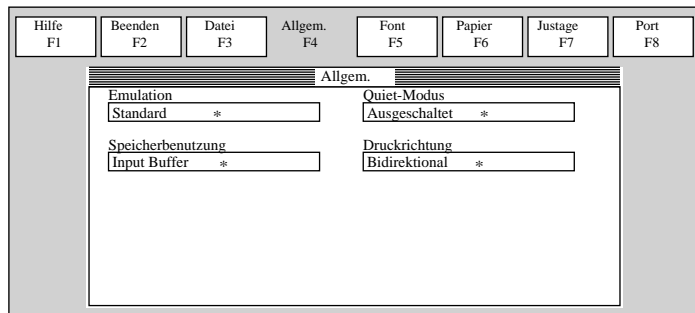 Hilfe Beenden Datei Allgem. Font Papier Justage Port
F1 F2 F3 F4 F5 F6 F7 F8
Allgem.
Emulation Quiet-Modus
Standard * Ausgeschaltet *
Speicherbenutzung Druckrichtung
Input Buffer * Bidirektional *